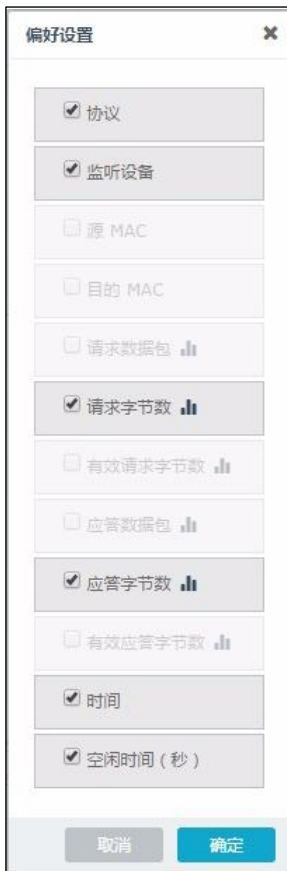 偏好设置
协议
监听设备
源 MAC
目的 MAC
请求数据包
请求字节数
有效请求字节数
应答数据包
应答字节数
有效应答字节数
时间
空闲时间（秒）
取消 确定